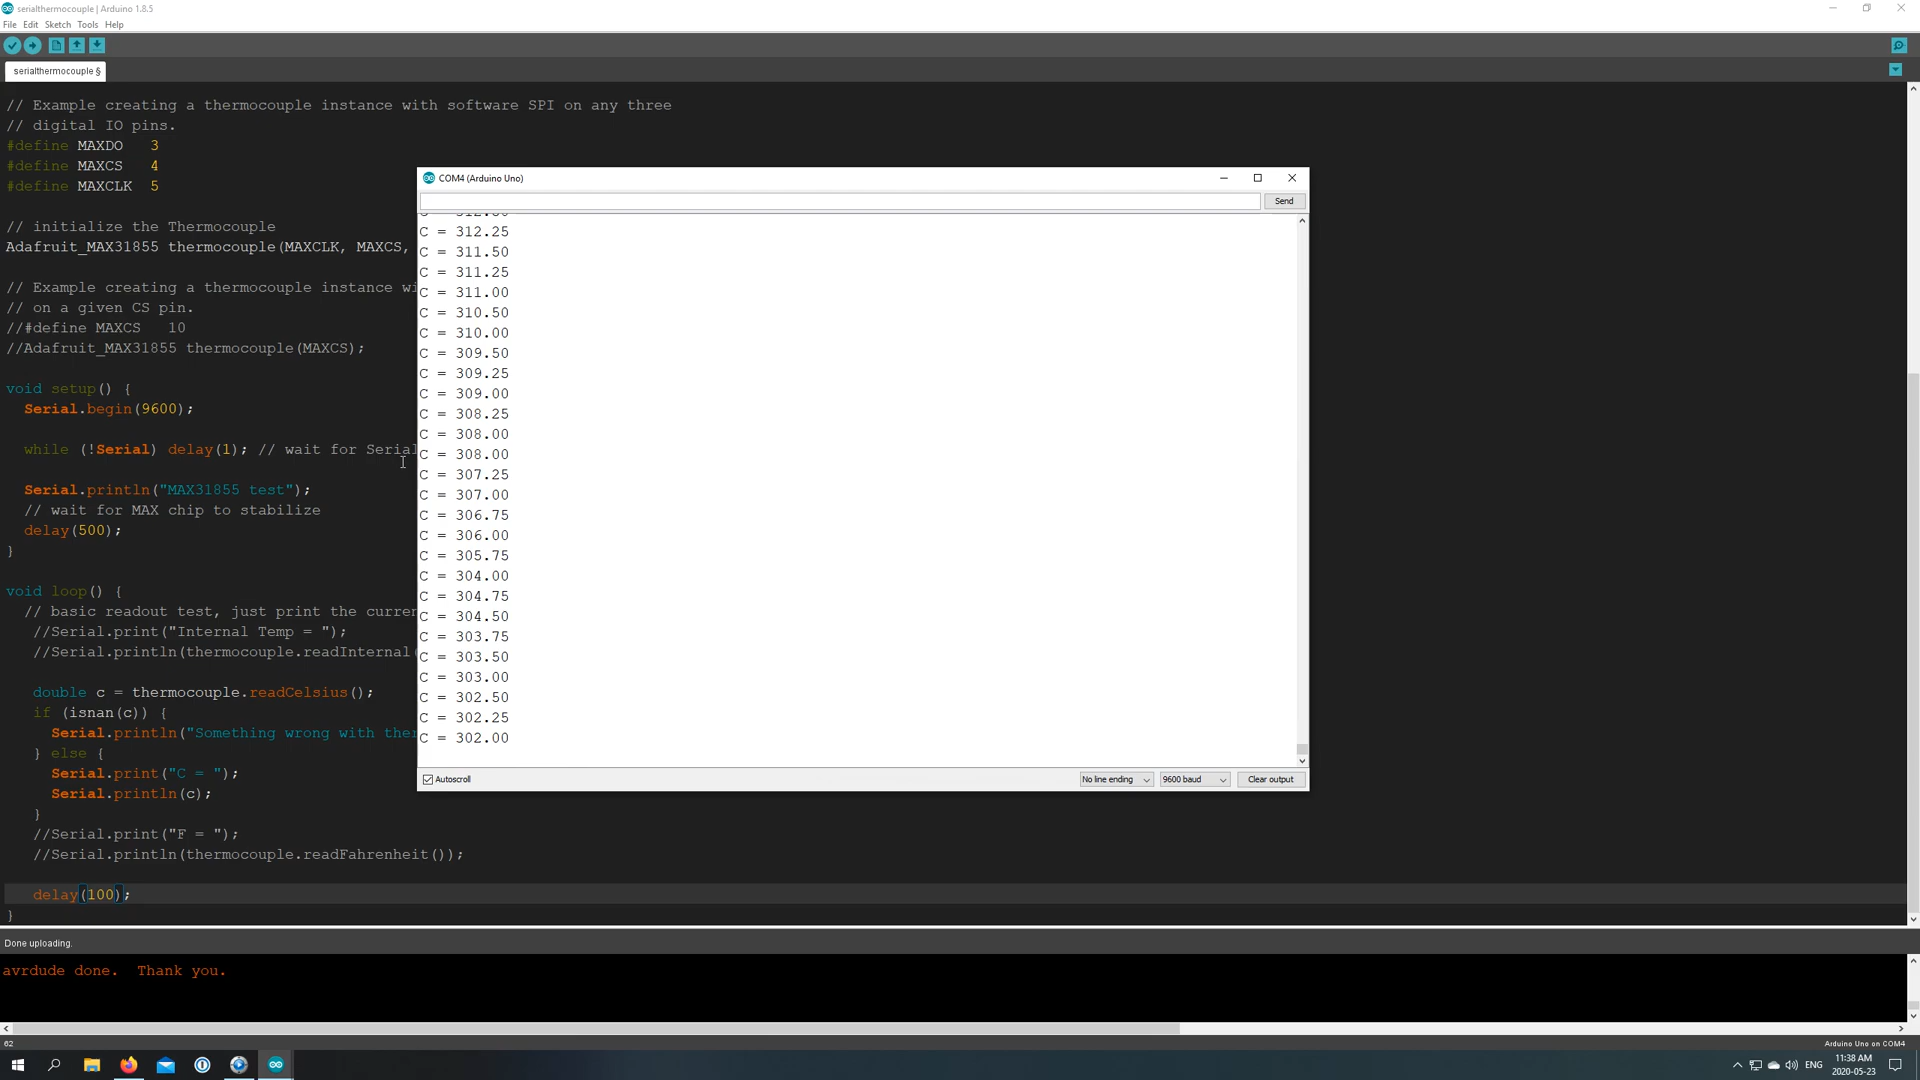 serialthermocouple | Arduino 1.8.5
File Edit Sketch Tools Help
serialthermocouple §
// Example creating a thermocouple instance with software SPI on any three
// digital IO pins.
#define MAXDO 3
#define MAXCS 4
#define MAXCLK 5
// initialize the Thermocouple
Adafruit_MAX31855 thermocouple(MAXCLK, MAXCS,
// Example creating a thermocouple instance wi
// on a given CS pin.
//#define MAXCS 10
//Adafruit_MAX31855 thermocouple(MAXCS);
void setup() {
Serial.begin(9600);
while (!Serial) delay(1); // wait for Serial
Serial.println("MAX31855 test");
// wait for MAX chip to stabilize
delay(500);
}
void loop() {
// basic readout test, just print the curren
//Serial.print("Internal Temp = ");
//Serial.println(thermocouple.readInternal(
double c = thermocouple.readCelsius();
if (isnan(c)) {
Serial.println("Something wrong with ther
} else {
Serial.print("C = ");
Serial.println(c);
}
//Serial.print("F = ");
//Serial.println(thermocouple.readFahrenheit());
delay(100);
}
COM4 (Arduino Uno)
Send
C = 312.25
C = 311.50
C = 311.25
C = 311.00
C = 310.50
C = 310.00
C = 309.50
C = 309.25
C = 309.00
C = 308.25
C = 308.00
C = 308.00
C = 307.25
C = 307.00
C = 306.75
C = 306.00
C = 305.75
C = 304.00
C = 304.75
C = 304.50
C = 303.75
C = 303.50
C = 303.00
C = 302.50
C = 302.25
C = 302.00
Autoscroll
No line ending
9600 baud
Clear output
Done uploading.
avrdude done. Thank you.
62
Arduino Uno on COM4
ENG
11:38 AM
2020-05-23